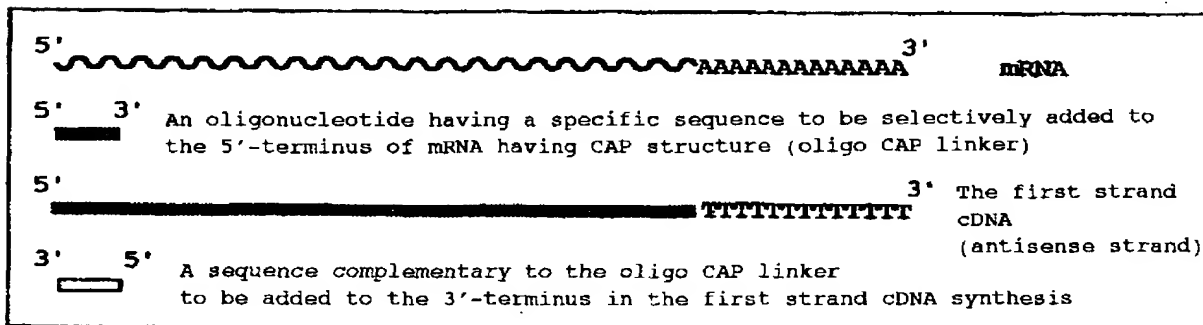 5' 3'
AAAAAAAAAAAAA mRNA
5' 3' An oligonucleotide having a specific sequence to be selectively added to
the 5'-terminus of mRNA having CAP structure (oligo CAP linker)
5' 3' The first strand
TTTTTTTTTTTTT cDNA
(antisense strand)
3' 5' A sequence complementary to the oligo CAP linker
to be added to the 3'-terminus in the first strand cDNA synthesis